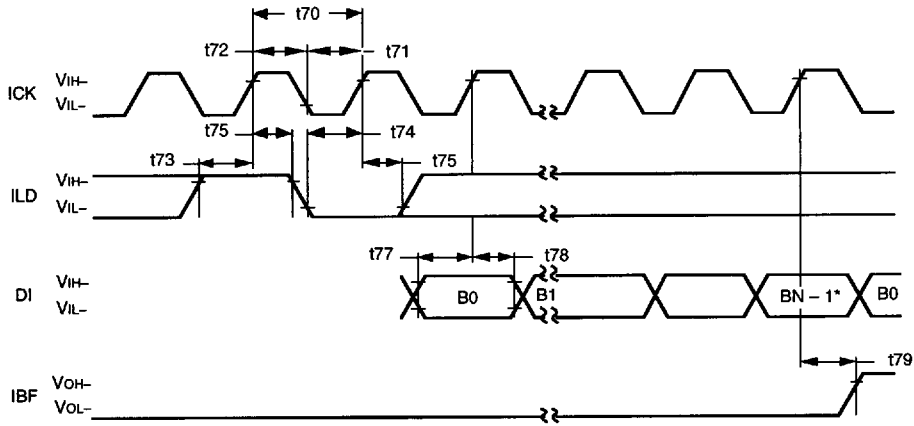 t70
t72
t71
ICK
VIH–
VIL–
t75
t74
t73
t75
ILD
VIH–
VIL–
t77
t78
DI
VIH–
VIL–
B0
B1
BN – 1*
B0
t79
IBF
VOH–
VOL–